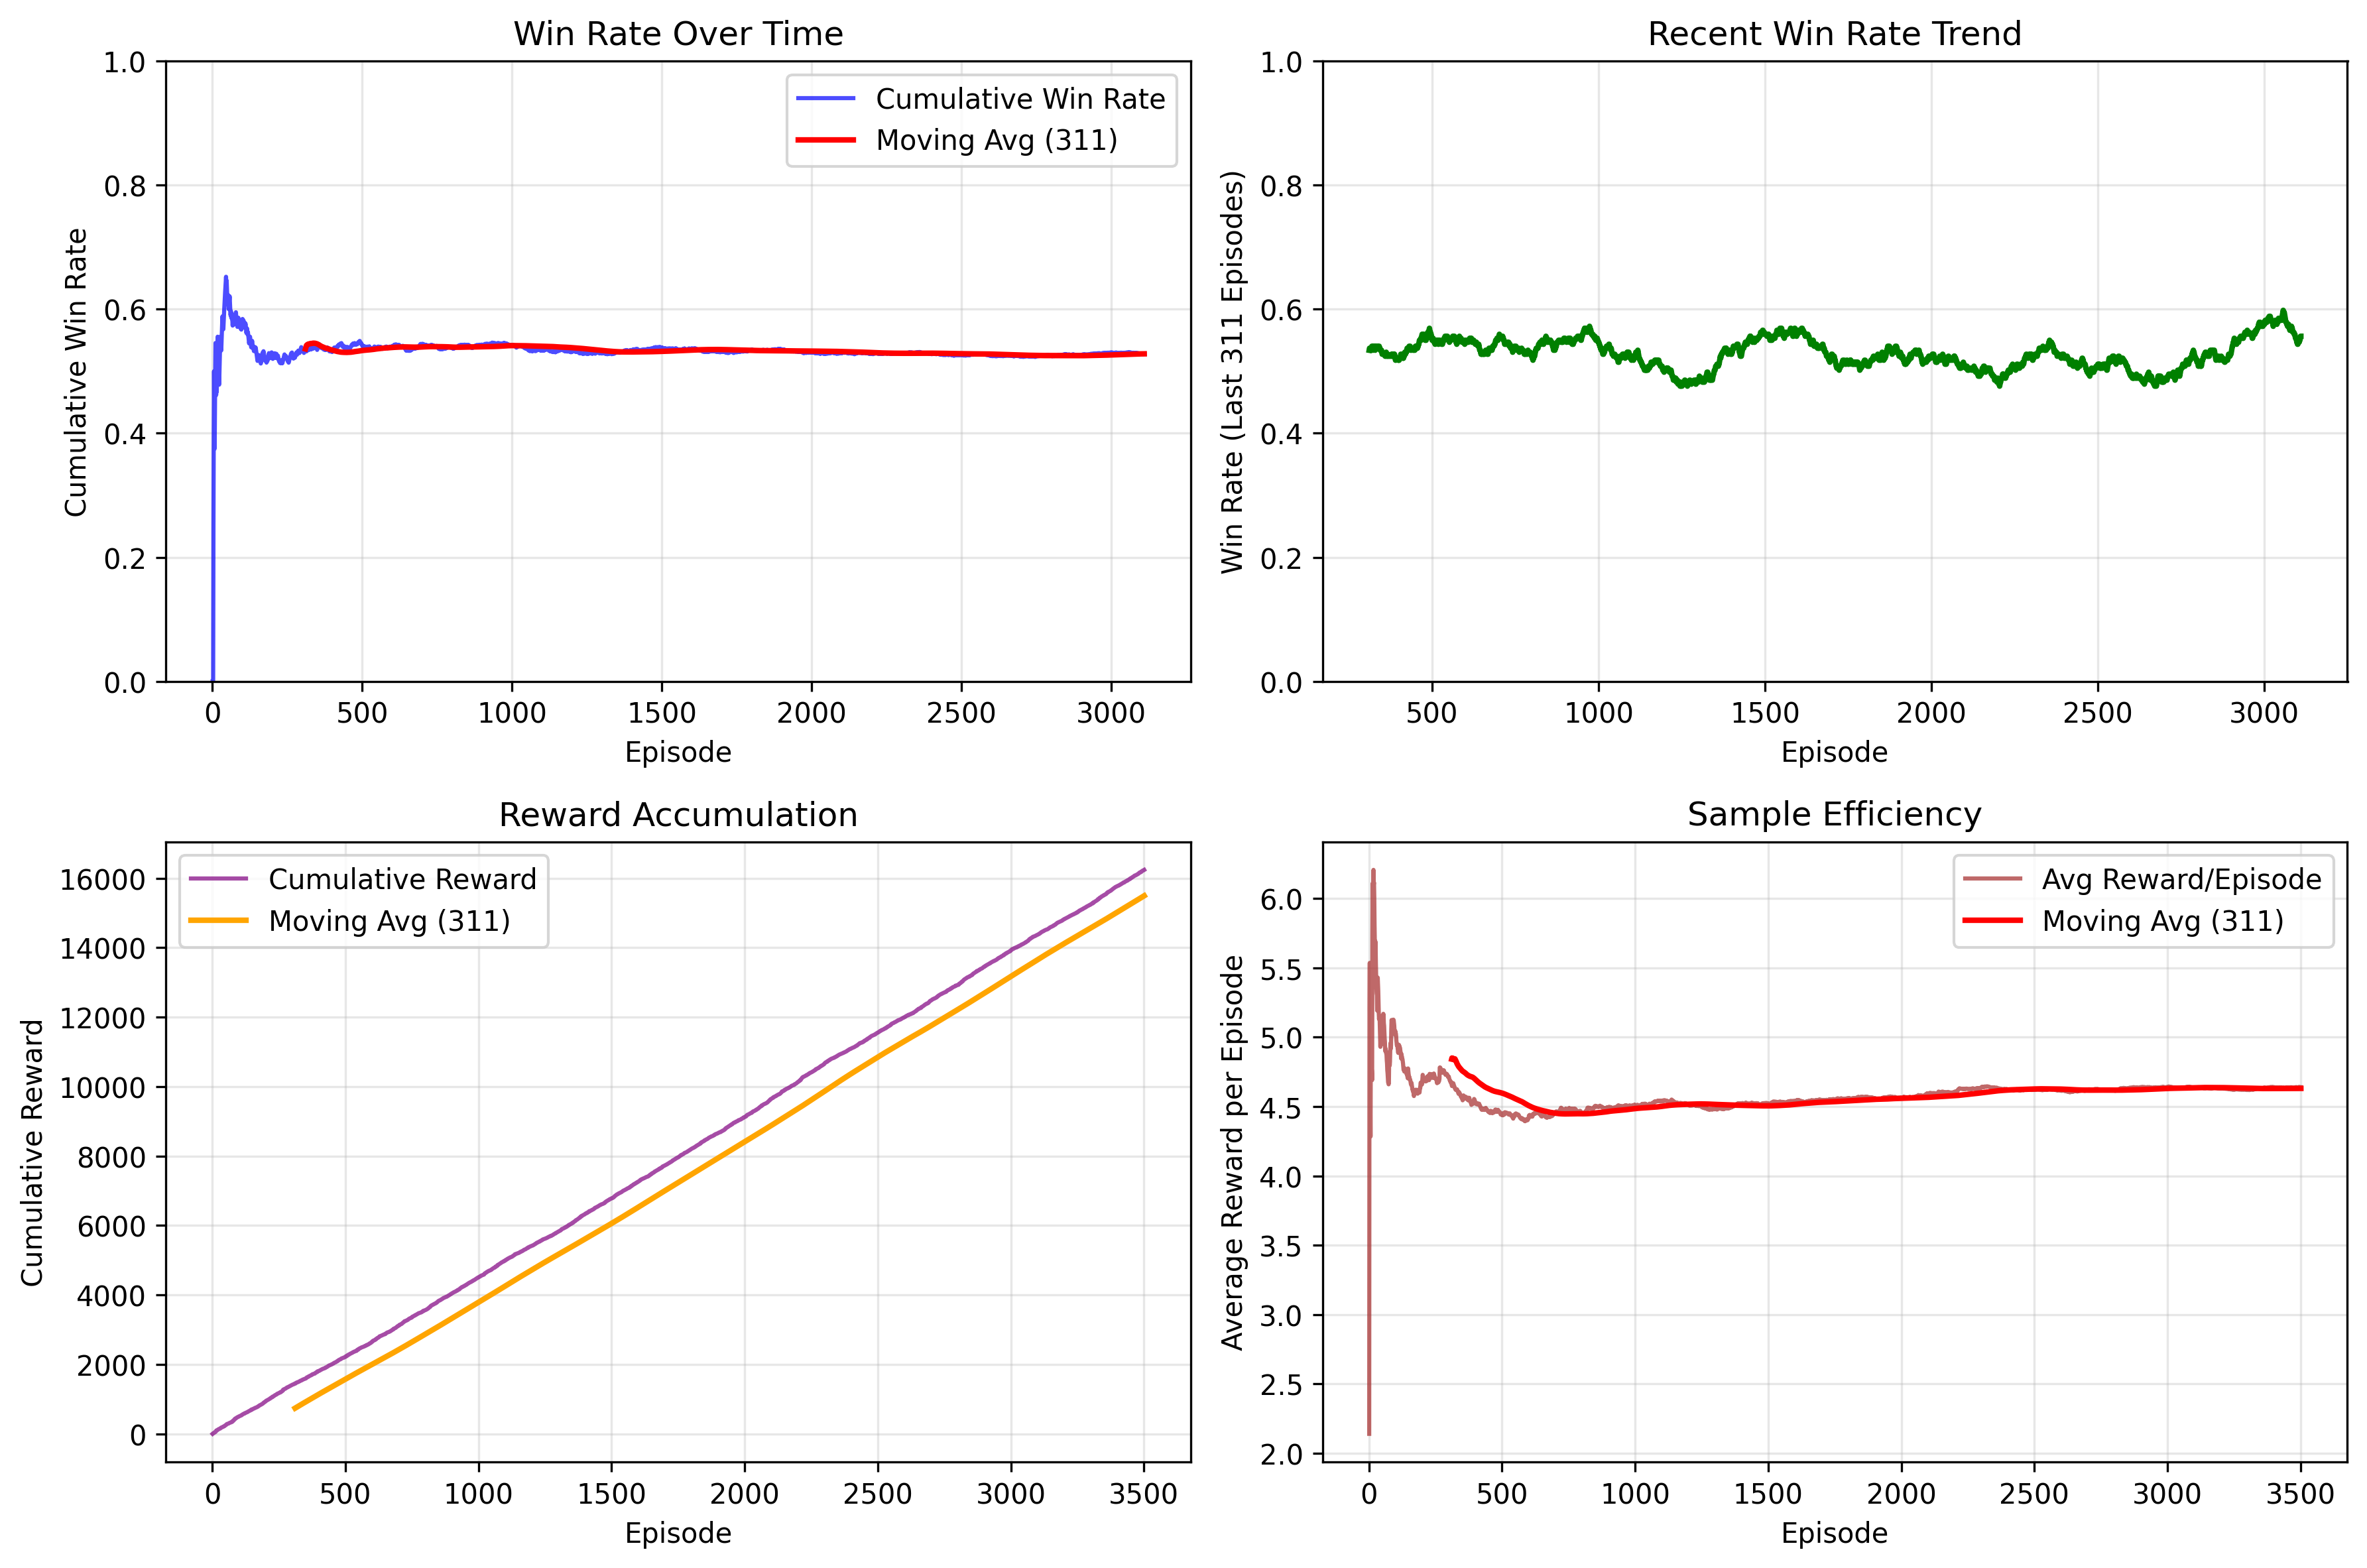 Win Rate Over Time
Cumulative Win Rate
1.0
0.8
0.6
0.4
0.2
0.0
Cumulative Win Rate
Moving Avg (311)
0 500 1000 1500 2000 2500 3000
Episode
Recent Win Rate Trend
Win Rate (Last 311 Episodes)
1.0
0.8
0.6
0.4
0.2
0.0
500 1000 1500 2000 2500 3000
Episode
Reward Accumulation
Cumulative Reward
16000
14000
12000
10000
8000
6000
4000
2000
0
Cumulative Reward
Moving Avg (311)
0 500 1000 1500 2000 2500 3000 3500
Episode
Sample Efficiency
Average Reward per Episode
6.0
5.5
5.0
4.5
4.0
3.5
3.0
2.5
2.0
Avg Reward/Episode
Moving Avg (311)
0 500 1000 1500 2000 2500 3000 3500
Episode